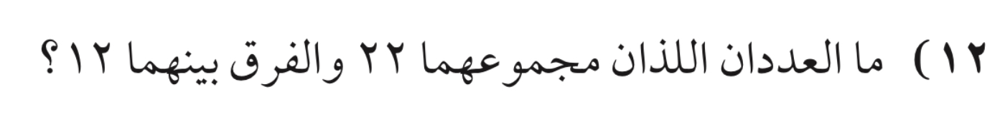 ١٢) ما العددان اللذان مجموعهما ٢٢ والفرق بينهما ١٢؟